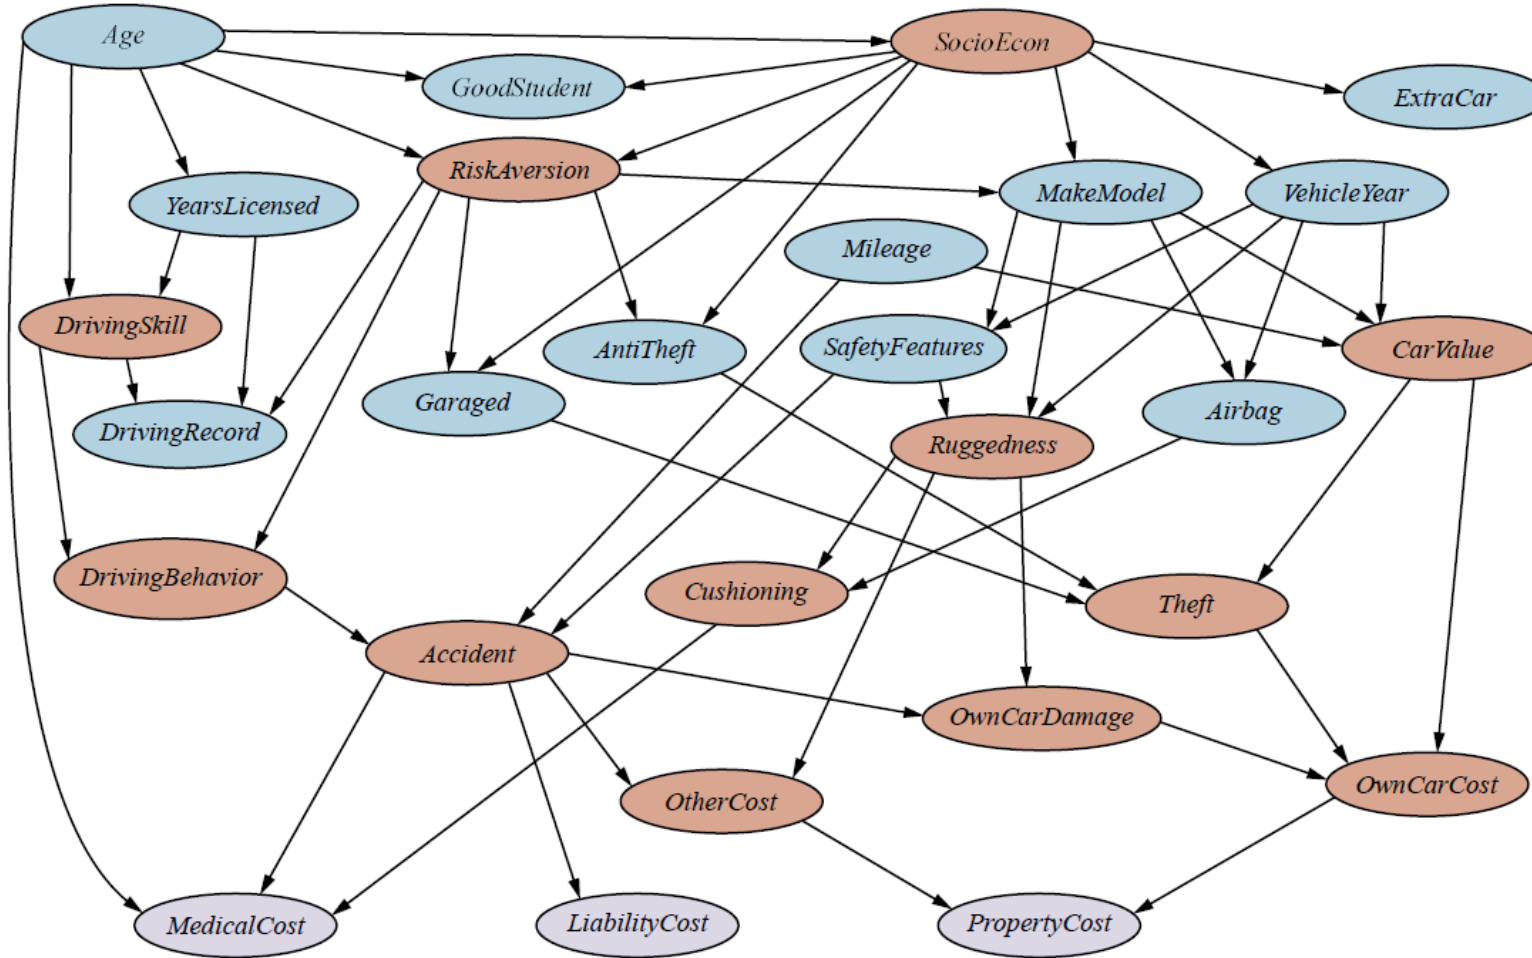 Age
SocioEcon
GoodStudent
ExtraCar
RiskAversion
MakeModel
VehicleYear
YearsLicensed
Mileage
DrivingSkill
AntiTheft
SafetyFeatures
CarValue
Garaged
Airbag
DrivingRecord
Ruggedness
DrivingBehavior
Cushioning
Theft
Accident
OwnCarDamage
OtherCost
OwnCarCost
MedicalCost
LiabilityCost
PropertyCost